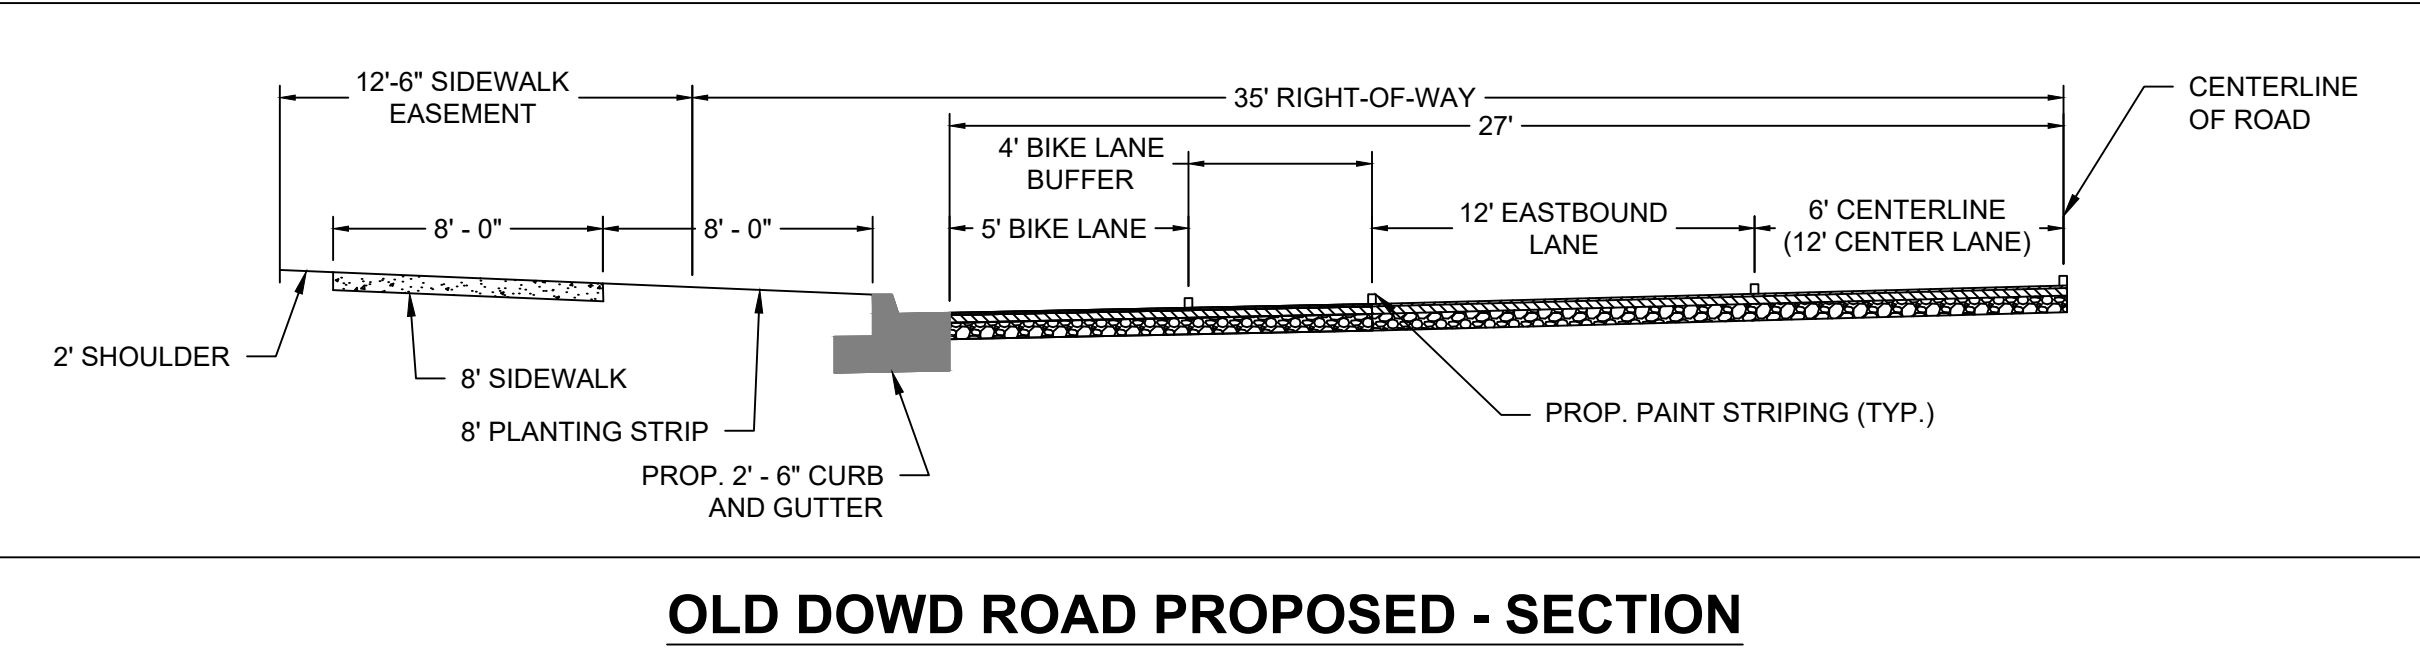 12'-6" SIDEWALK
EASEMENT
35' RIGHT-OF-WAY
CENTERLINE
OF ROAD
27'
4' BIKE LANE
BUFFER
8' - 0"
8' - 0"
5' BIKE LANE
12' EASTBOUND
LANE
6' CENTERLINE
(12' CENTER LANE)
2' SHOULDER
8' SIDEWALK
8' PLANTING STRIP
PROP. PAINT STRIPING (TYP.)
PROP. 2' - 6" CURB
AND GUTTER
OLD DOWD ROAD PROPOSED - SECTION